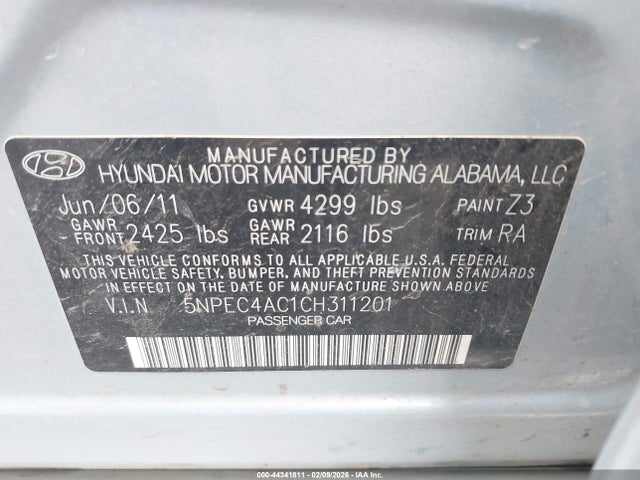 MANUFACTURED BY
HYUNDAI MOTOR MANUFACTURING ALABAMA, LLC
Jun/06/11 GVWR 4299 lbs PAINT Z3
GAWR FRONT 2425 lbs GAWR REAR 2116 lbs TRIM RA
THIS VEHICLE CONFORMS TO ALL APPLICABLE U.S.A. FEDERAL
MOTOR VEHICLE SAFETY, BUMPER, AND THEFT PREVENTION
STANDARDS IN EFFECT ON THE DATE OF MANUFACTURE SHOWN ABOVE
V.I.N 5NPEC4AC1CH311201
PASSENGER CAR
000-44341811 - 02/09/2026 - IAA Inc.